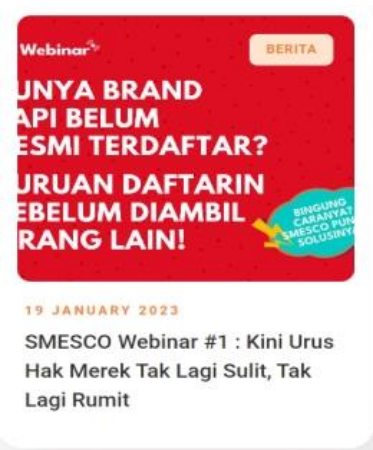 Webinar
BERITA
UNYA BRAND
API BELUM
ESMI TERDAFTAR?
URUAN DAFTARIN
EBELUM DIAMBIL
RANG LAIN!
BINGUNG
CARANYA?
SMESCO PUN
SOLUSINY
19 JANUARY 2023
SMESCO Webinar #1 : Kini Urus
Hak Merek Tak Lagi Sulit, Tak
Lagi Rumit